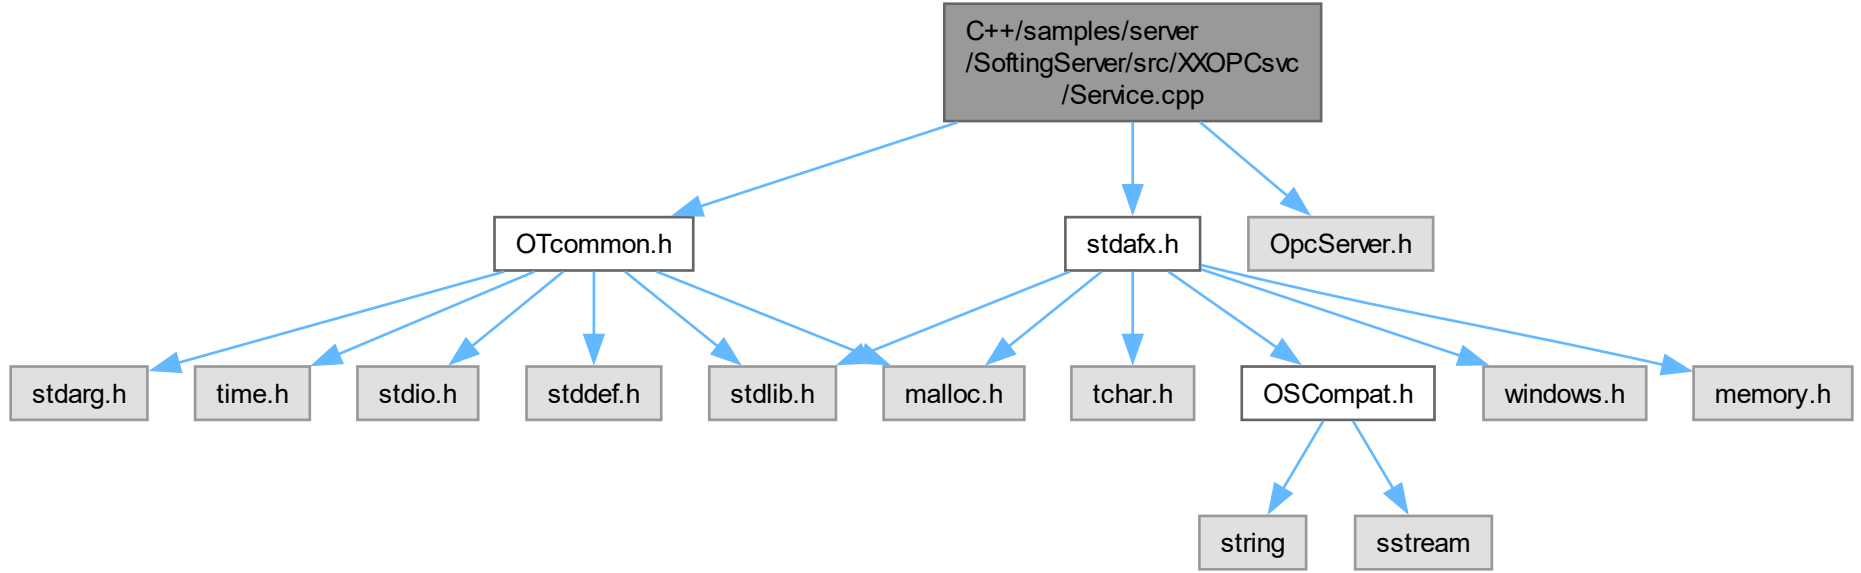 C++/samples/server
/SoftingServer/src/XXOPCsvc
/Service.cpp
OTcommon.h
stdafx.h
OpcServer.h
stdarg.h
time.h
stdio.h
stddef.h
stdlib.h
malloc.h
tchar.h
OSCompat.h
windows.h
memory.h
string
sstream